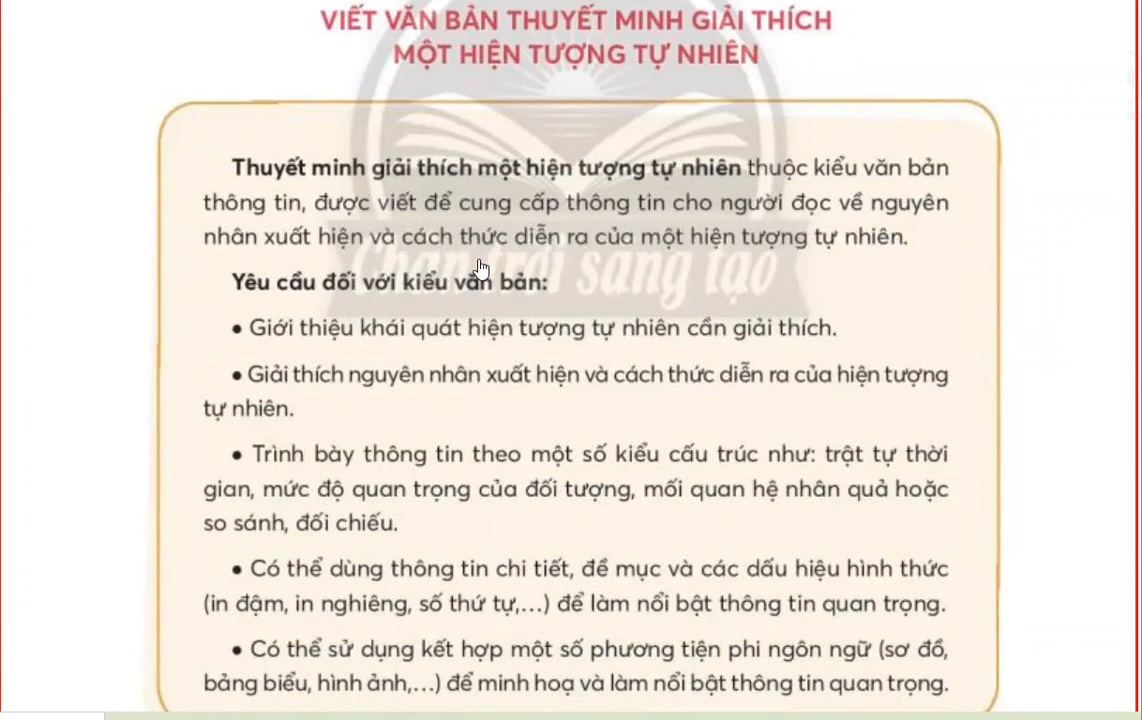 VIẾT VĂN BẢN THUYẾT MINH GIẢI THÍCH
MỘT HIỆN TƯỢNG TỰ NHIÊN
Thuyết minh giải thích một hiện tượng tự nhiên thuộc kiểu văn bản
thông tin, được viết để cung cấp thông tin cho người đọc về nguyên
nhân xuất hiện và cách thức diễn ra của một hiện tượng tự nhiên.
Chân trời sáng tạo
Yêu cầu đối với kiểu văn bản:
• Giới thiệu khái quát hiện tượng tự nhiên cần giải thích.
• Giải thích nguyên nhân xuất hiện và cách thức diễn ra của hiện tượng
tự nhiên.
• Trình bày thông tin theo một số kiểu cấu trúc như: trật tự thời
gian, mức độ quan trọng của đối tượng, mối quan hệ nhân quả hoặc
so sánh, đối chiếu.
• Có thể dùng thông tin chi tiết, đề mục và các dấu hiệu hình thức
(in đậm, in nghiêng, số thứ tự,...) để làm nổi bật thông tin quan trọng.
• Có thể sử dụng kết hợp một số phương tiện phi ngôn ngữ (sơ đồ,
bảng biểu, hình ảnh,...) để minh hoạ và làm nổi bật thông tin quan trọng.